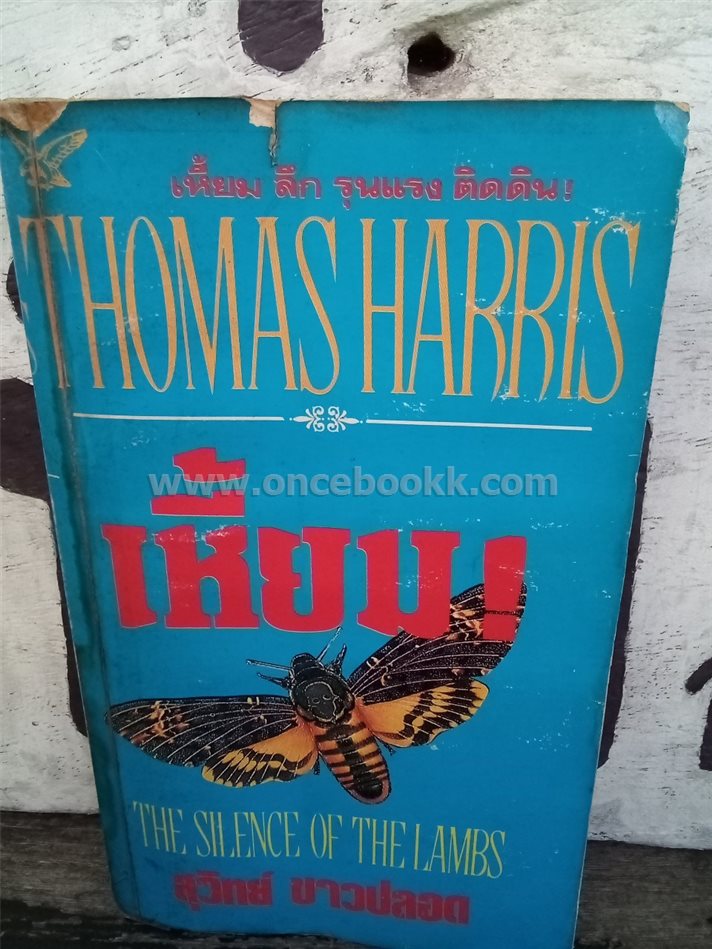 เหี้ยม ลึก รุนแรง ติดดิน!
THOMAS HARRIS
www.oncebookk.com
เหี้ยม!
THE SILENCE OF THE LAMBS
สุวิทย์ ขาวปลอด